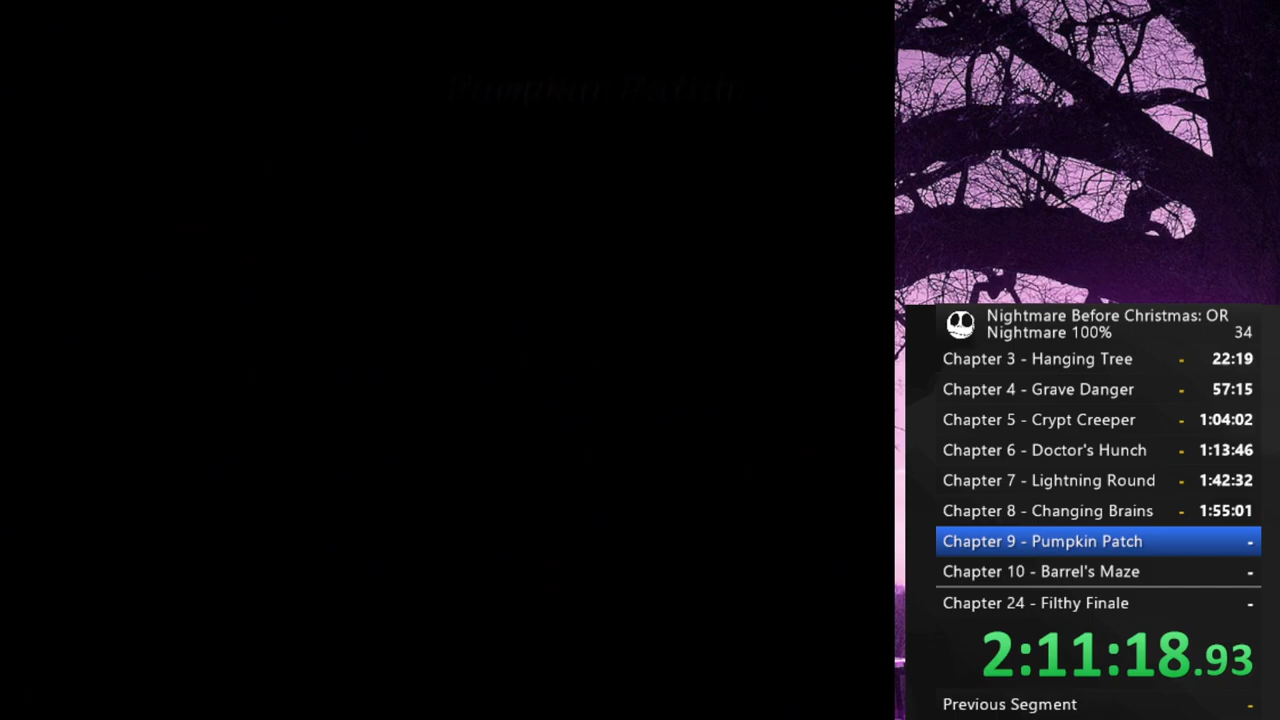 Pumpkin Patch
Nightmare Before Christmas: OR
Nightmare 100% 34
Chapter 3 - Hanging Tree - 22:19
Chapter 4 - Grave Danger - 57:15
Chapter 5 - Crypt Creeper - 1:04:02
Chapter 6 - Doctor's Hunch - 1:13:46
Chapter 7 - Lightning Round - 1:42:32
Chapter 8 - Changing Brains - 1:55:01
Chapter 9 - Pumpkin Patch -
Chapter 10 - Barrel's Maze -
Chapter 24 - Filthy Finale -
2:11:18.93
Previous Segment -